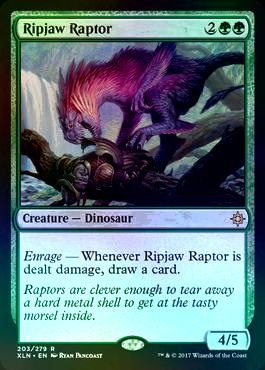 Ripjaw Raptor 2
Creature — Dinosaur
Enrage — Whenever Ripjaw Raptor is
dealt damage, draw a card.
Raptors are clever enough to tear away
a hard metal shell to get at the tasty
morsel inside.
4/5
203/279 R
XLN • EN Ryan Pancoast
™ & © 2017 Wizards of the Coast